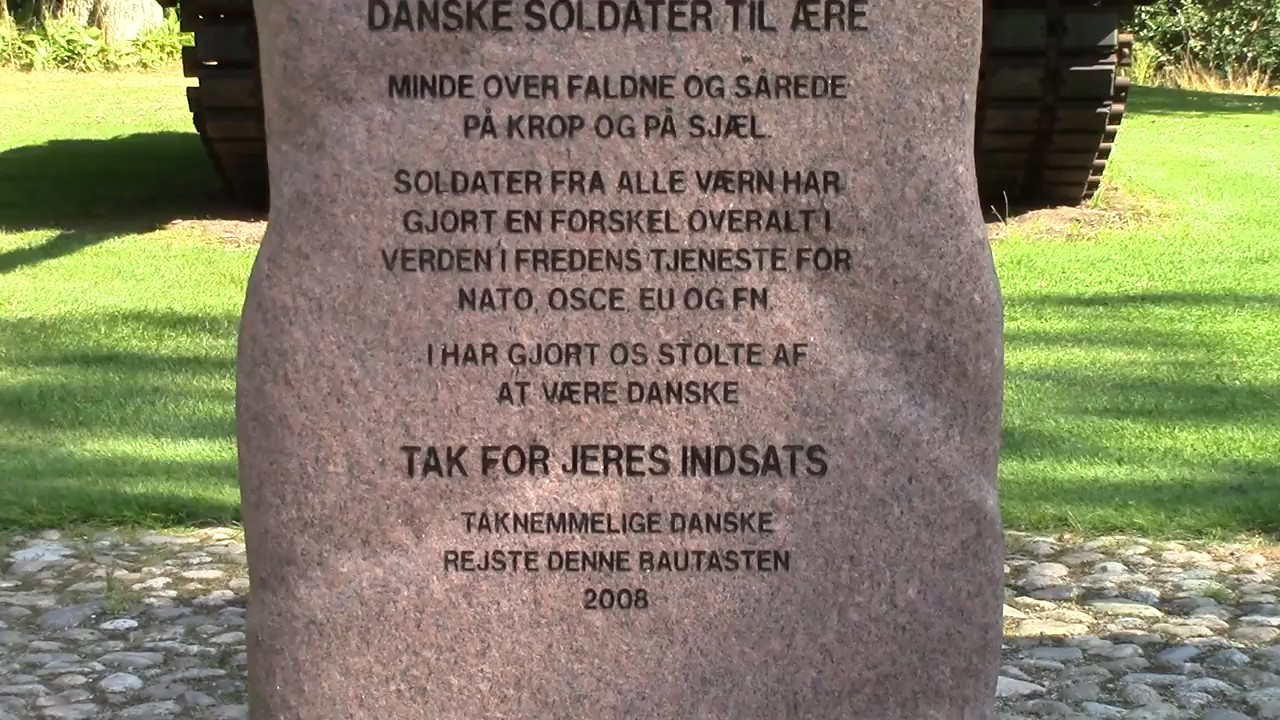 DANSKE SOLDATER TIL ÆRE
MINDE OVER FALDNE OG SÅREDE
PÅ KROP OG PÅ SJÆL.
SOLDATER FRA ALLE VÆRN HAR
GJORT EN FORSKEL OVERALT I
VERDEN I FREDENS TJENESTE FOR
NATO, OSCE, EU OG FN.
I HAR GJORT OS STOLTE AF
AT VÆRE DANSKE
TAK FOR JERES INDSATS
TAKNEMMELIGE DANSKE
REJSTE DENNE BAUTASTEN
2008